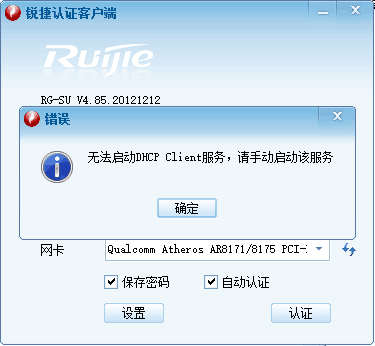 锐捷认证客户端
Ruijie
RG-SU V4.85.20121212
错误
无法启动DHCP Client服务，请手动启动该服务
确定
网卡
Qualcomm Atheros AR8171/8175 PCI-
保存密码
自动认证
设置
认证